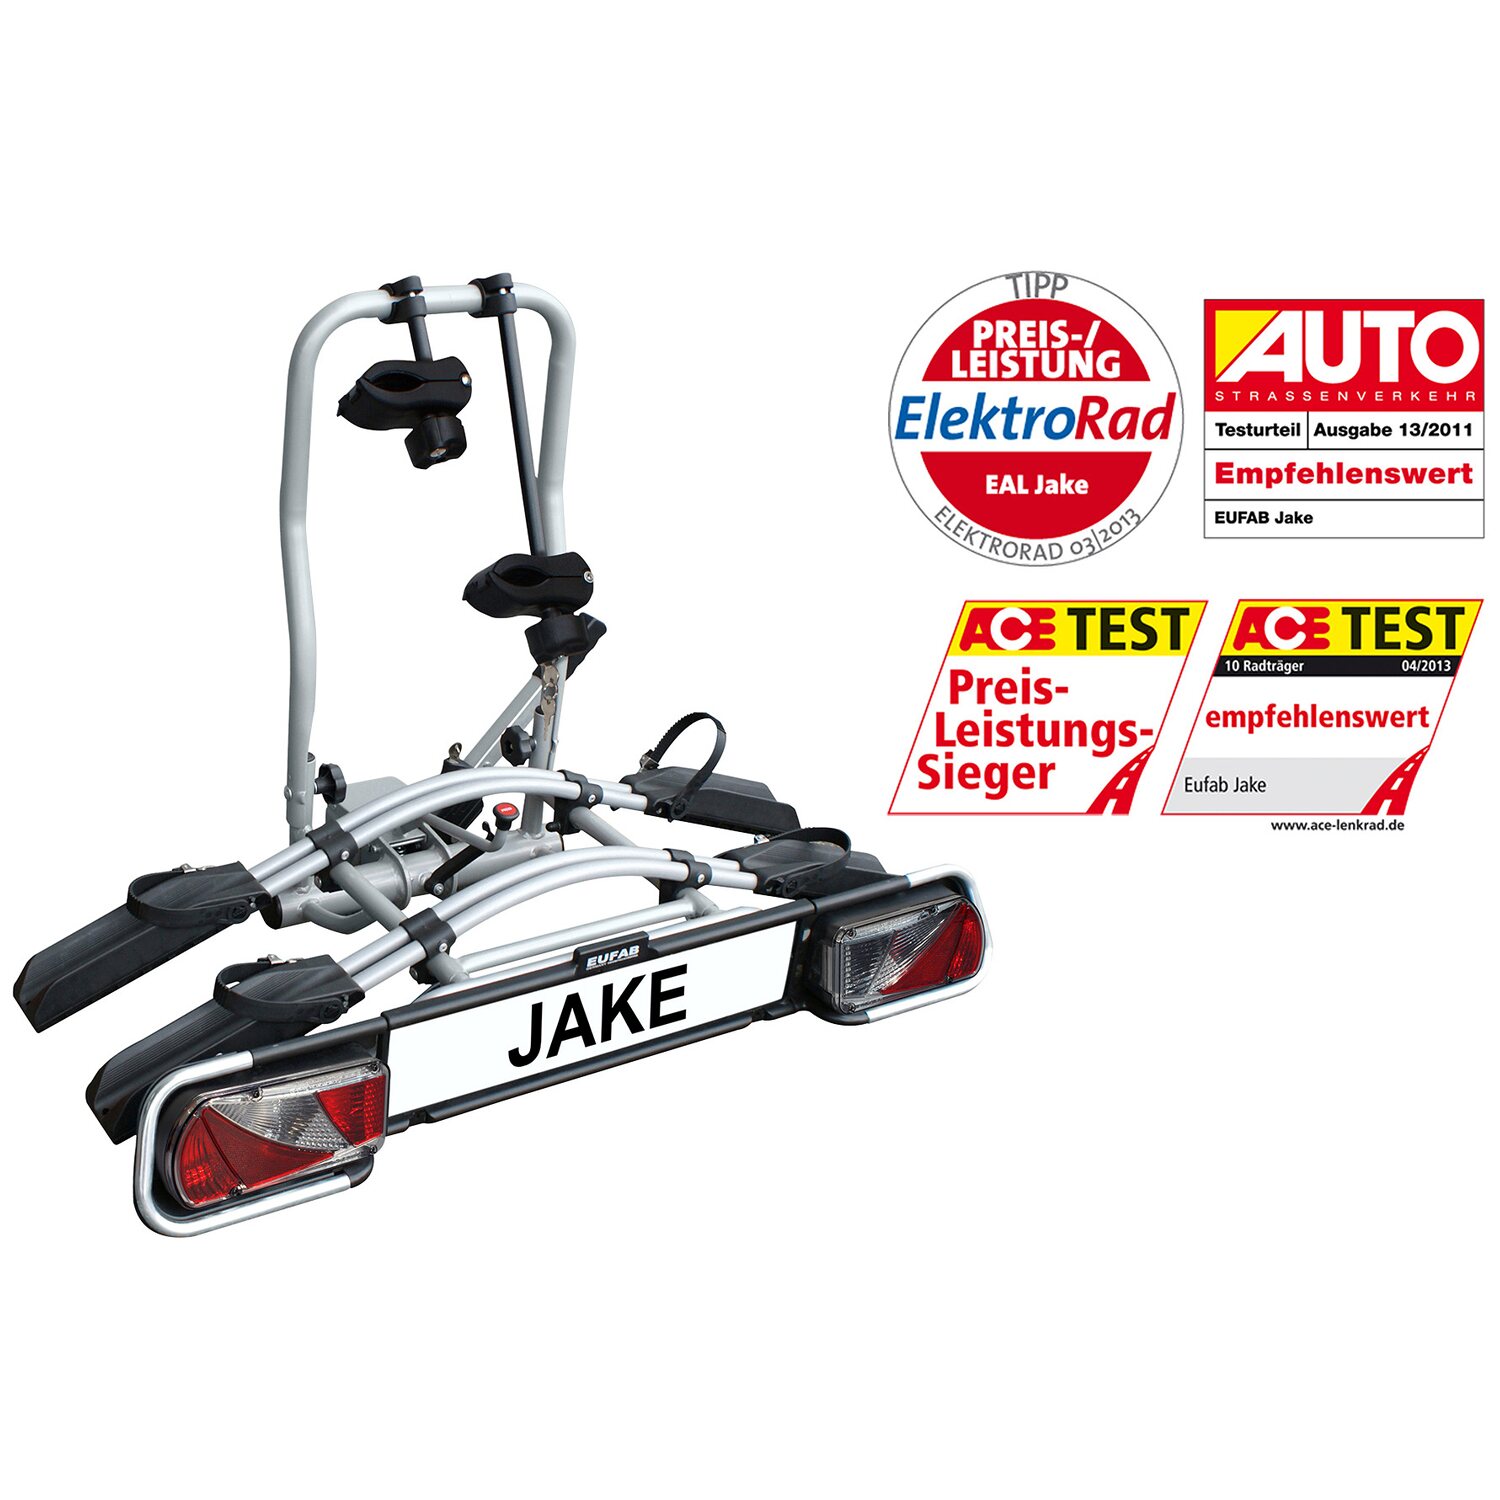 TIPP
PREIS-/
LEISTUNG
ElektroRad
EAL Jake
ELEKTRORAD 03|2013
AUTO
STRASSENVERKEHR
Testurteil Ausgabe 13/2011
Empfehlenswert
EUFAB Jake
ACE TEST
Preis-
Leistungs-
Sieger
ACE TEST
10 Radträger 04/2013
empfehlenswert
Eufab Jake
www.ace-lenkrad.de
EUFAB
JAKE